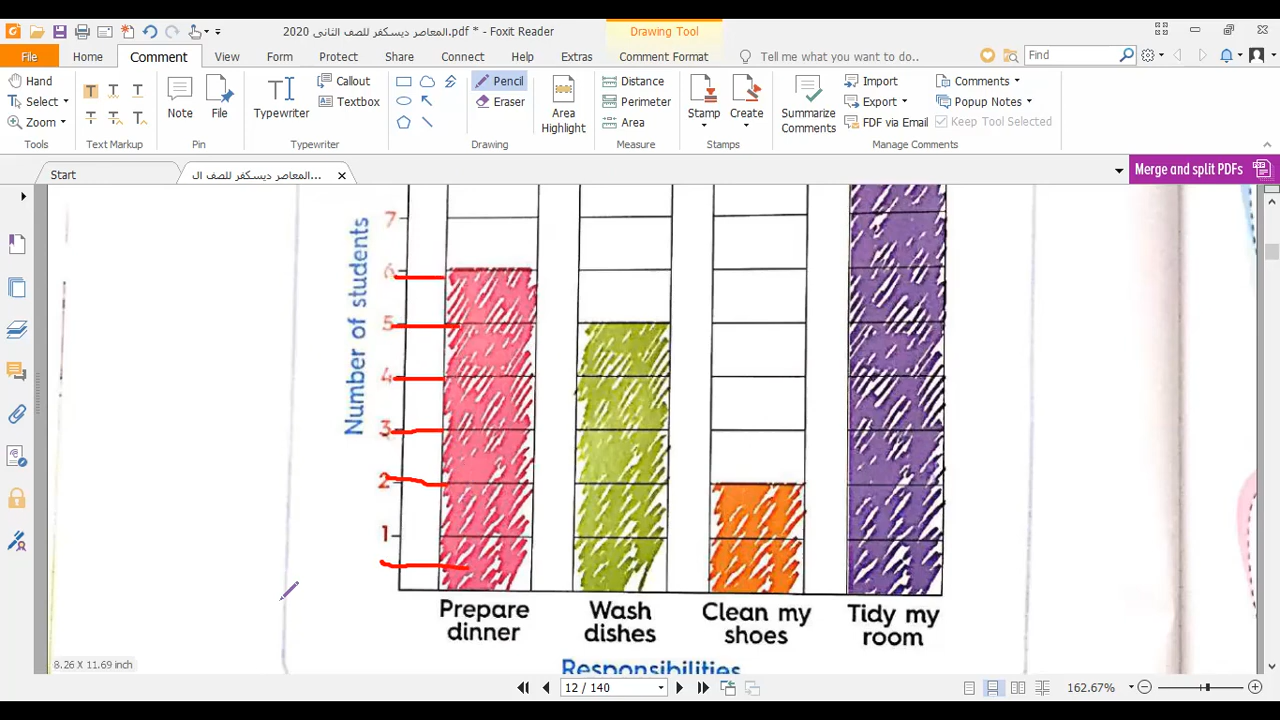 المعاصر ديسكفر للصف الثانى 2020.pdf * - Foxit Reader
Drawing Tool
File
Home
Comment
View
Form
Protect
Share
Connect
Help
Extras
Comment Format
Tell me what you want to do..
Find
Hand
Select
Zoom
Tools
T
T
T
T
T
T
Text Markup
Note
File
Pin
Typewriter
Callout
Textbox
Typewriter
Pencil
Eraser
Drawing
Area Highlight
Distance
Perimeter
Area
Measure
Stamp
Create
Stamps
Summarize Comments
Import
Export
FDF via Email
Comments
Popup Notes
Keep Tool Selected
Manage Comments
Start
المعاصر ديسكفر للصف ال...
Merge and split PDFs
Number of students
7
6
5
4
3
2
1
Prepare dinner
Wash dishes
Clean my shoes
Tidy my room
Responsibilities
8.26 X 11.69 inch
12 / 140
162.67%